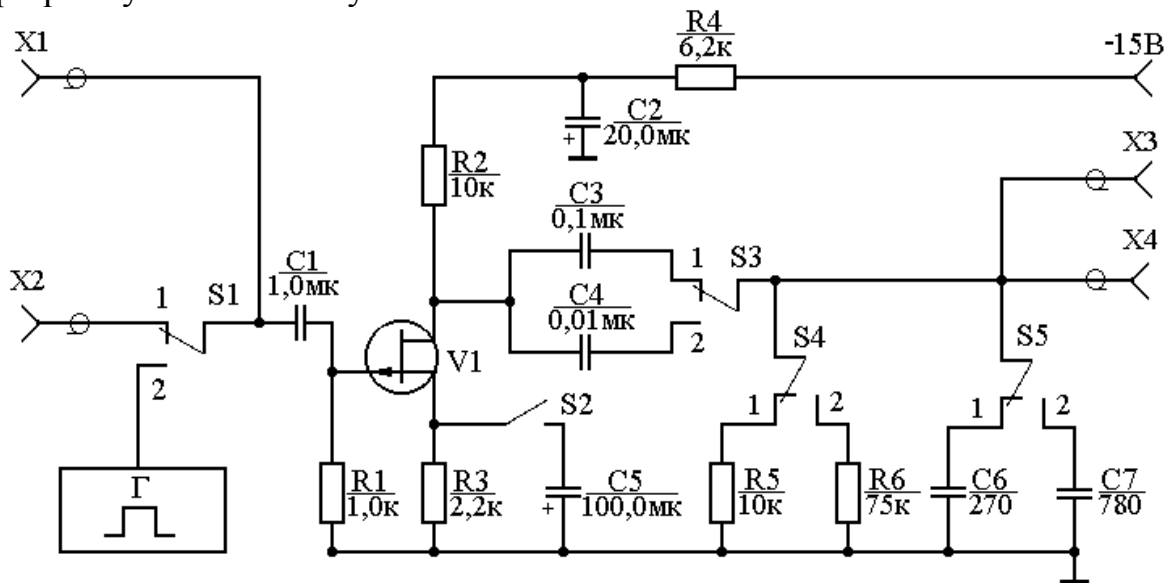 X1
R4
6,2к
-15В
C2
+ 20,0мк
X3
R2
10к
C3
0,1мк
X4
X2
1
S1
C1
1,0мк
1
S3
C4
0,01мк
2
V1
2
S4
S5
S2
1
2
1
2
Г
R1
1,0к
R3
2,2к
C5
+ 100,0мк
R5
10к
R6
75к
C6
270
C7
780